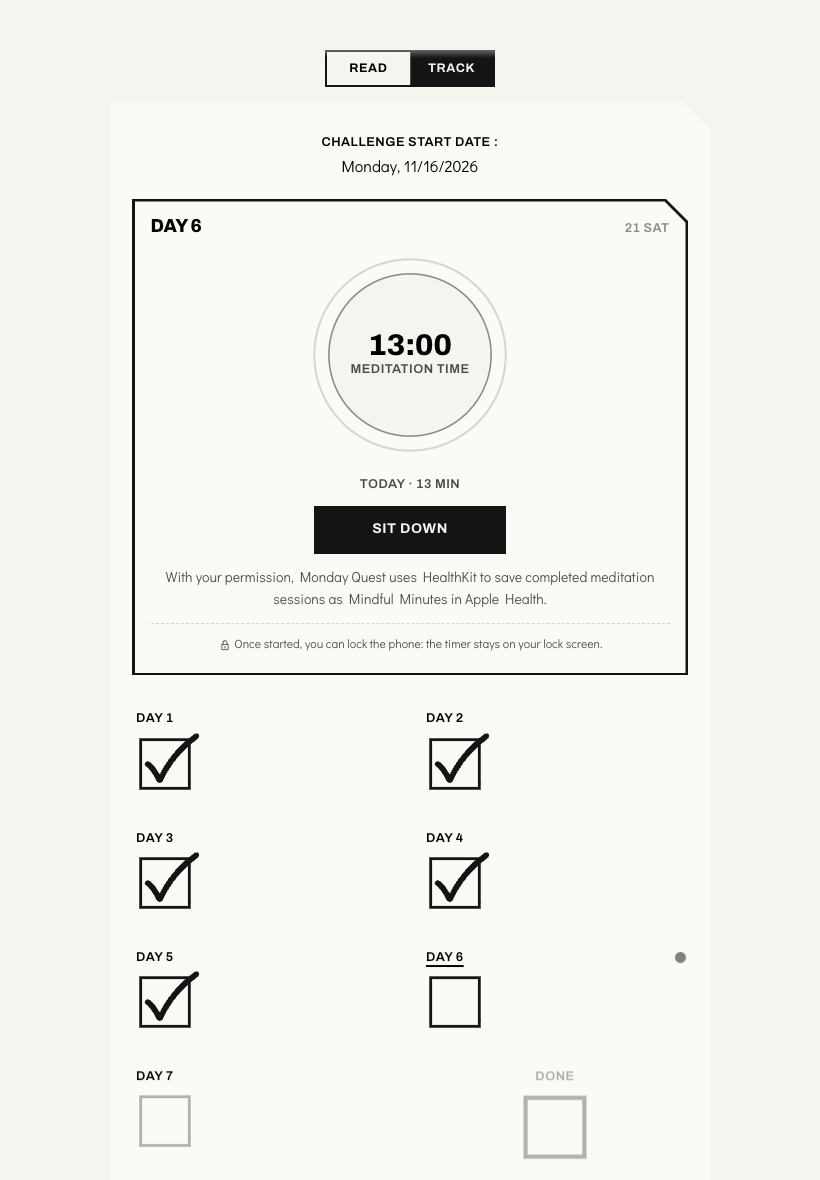 READ TRACK
CHALLENGE START DATE :
Monday, 11/16/2026
DAY 6 21 SAT
13:00
MEDITATION TIME
TODAY · 13 MIN
SIT DOWN
With your permission, Monday Quest uses HealthKit to save completed meditation
sessions as Mindful Minutes in Apple Health.
Once started, you can lock the phone: the timer stays on your lock screen.
DAY 1 DAY 2
DAY 3 DAY 4
DAY 5 DAY 6
DAY 7 DONE